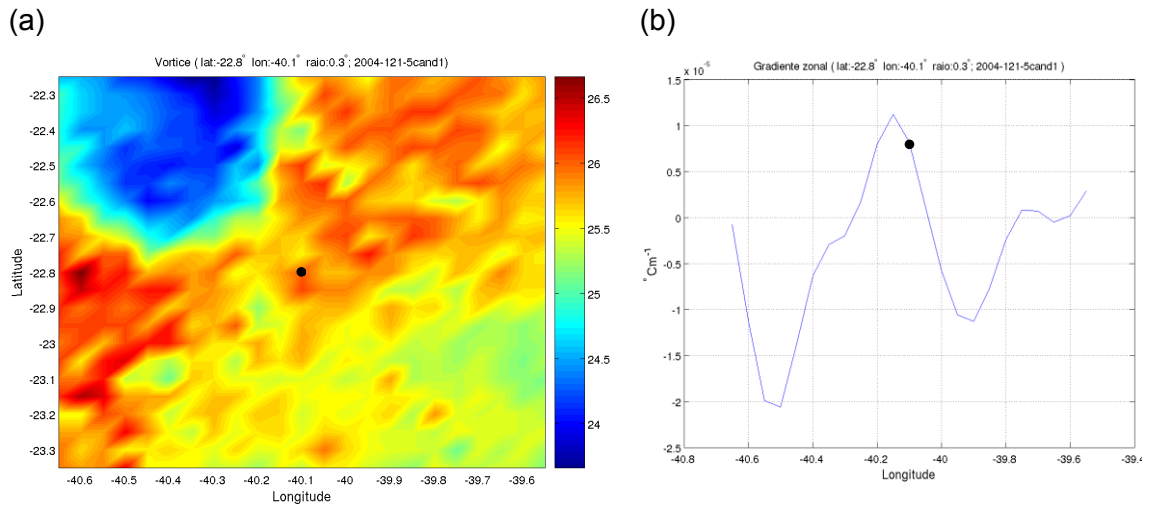 (a)
(b)
Vortice ( lat:-22.8° lon:-40.1° raio:0.3°; 2004-121-5cand1)
Latitude
-22.3
-22.4
-22.5
-22.6
-22.7
-22.8
-22.9
-23
-23.1
-23.2
-23.3
-40.6 -40.5 -40.4 -40.3 -40.2 -40.1 -40 -39.9 -39.8 -39.7 -39.6
Longitude
26.5
26
25.5
25
24.5
24
Gradiente zonal ( lat:-22.8° lon:-40.1° raio:0.3°; 2004-121-5cand1 )
x 10⁻⁵
°Cm⁻¹
1.5
1
0.5
0
-0.5
-1
-1.5
-2
-2.5
-40.8 -40.6 -40.4 -40.2 -40 -39.8 -39.6 -39.4
Longitude